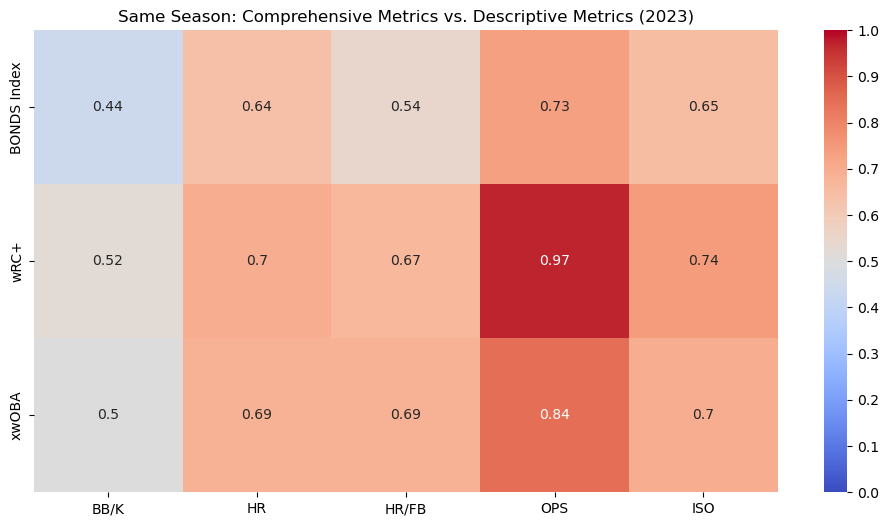 Same Season: Comprehensive Metrics vs. Descriptive Metrics (2023)
BONDS Index
0.44 0.64 0.54 0.73 0.65
wRC+
0.52 0.7 0.67 0.97 0.74
xwOBA
0.5 0.69 0.69 0.84 0.7
BB/K HR HR/FB OPS ISO
1.0
0.9
0.8
0.7
0.6
0.5
0.4
0.3
0.2
0.1
0.0